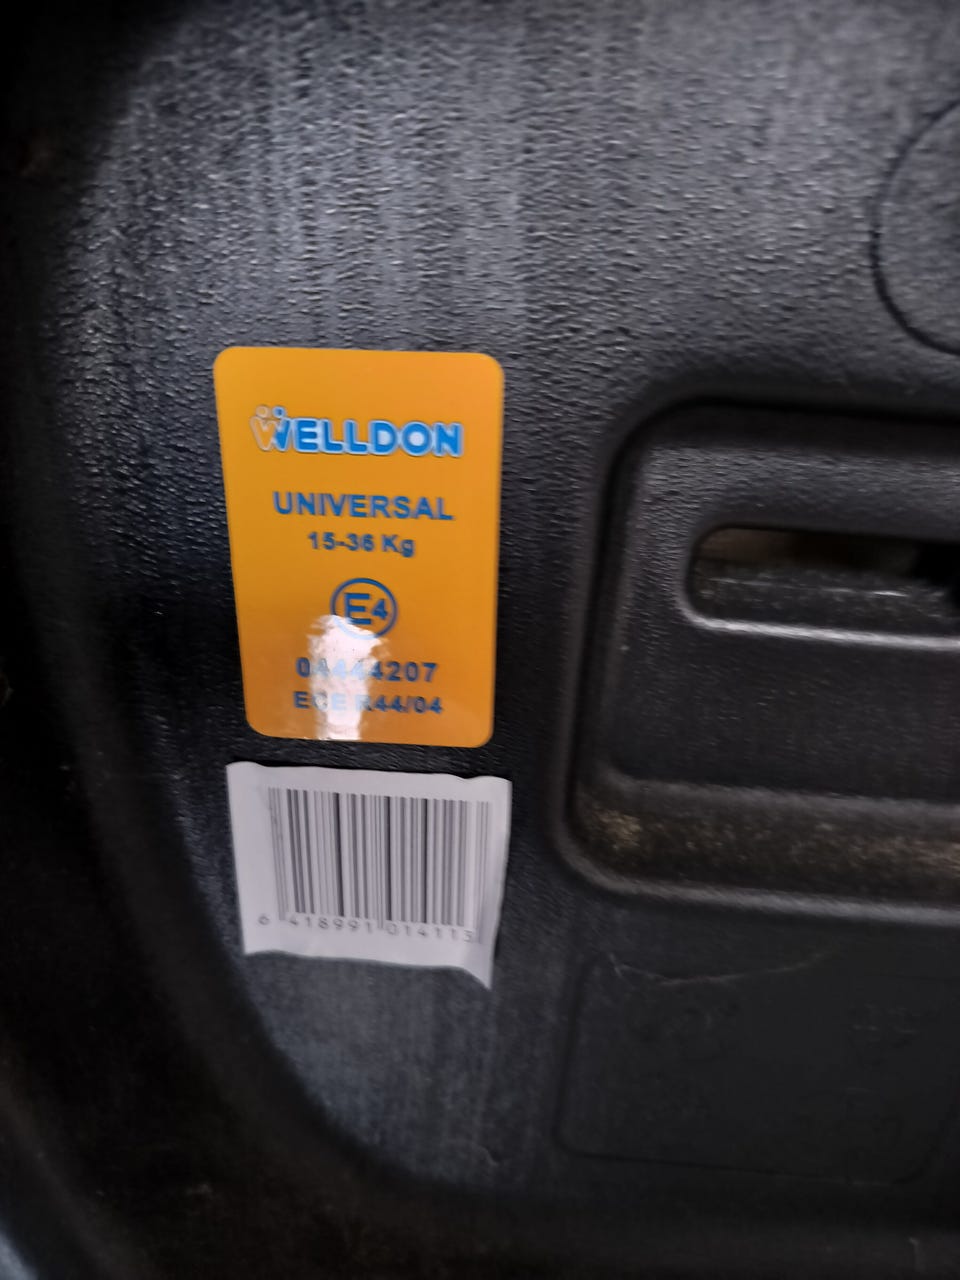 WELLDON
UNIVERSAL
15-36 Kg
E4
04444207
ECE R44/04
6 418991 014113